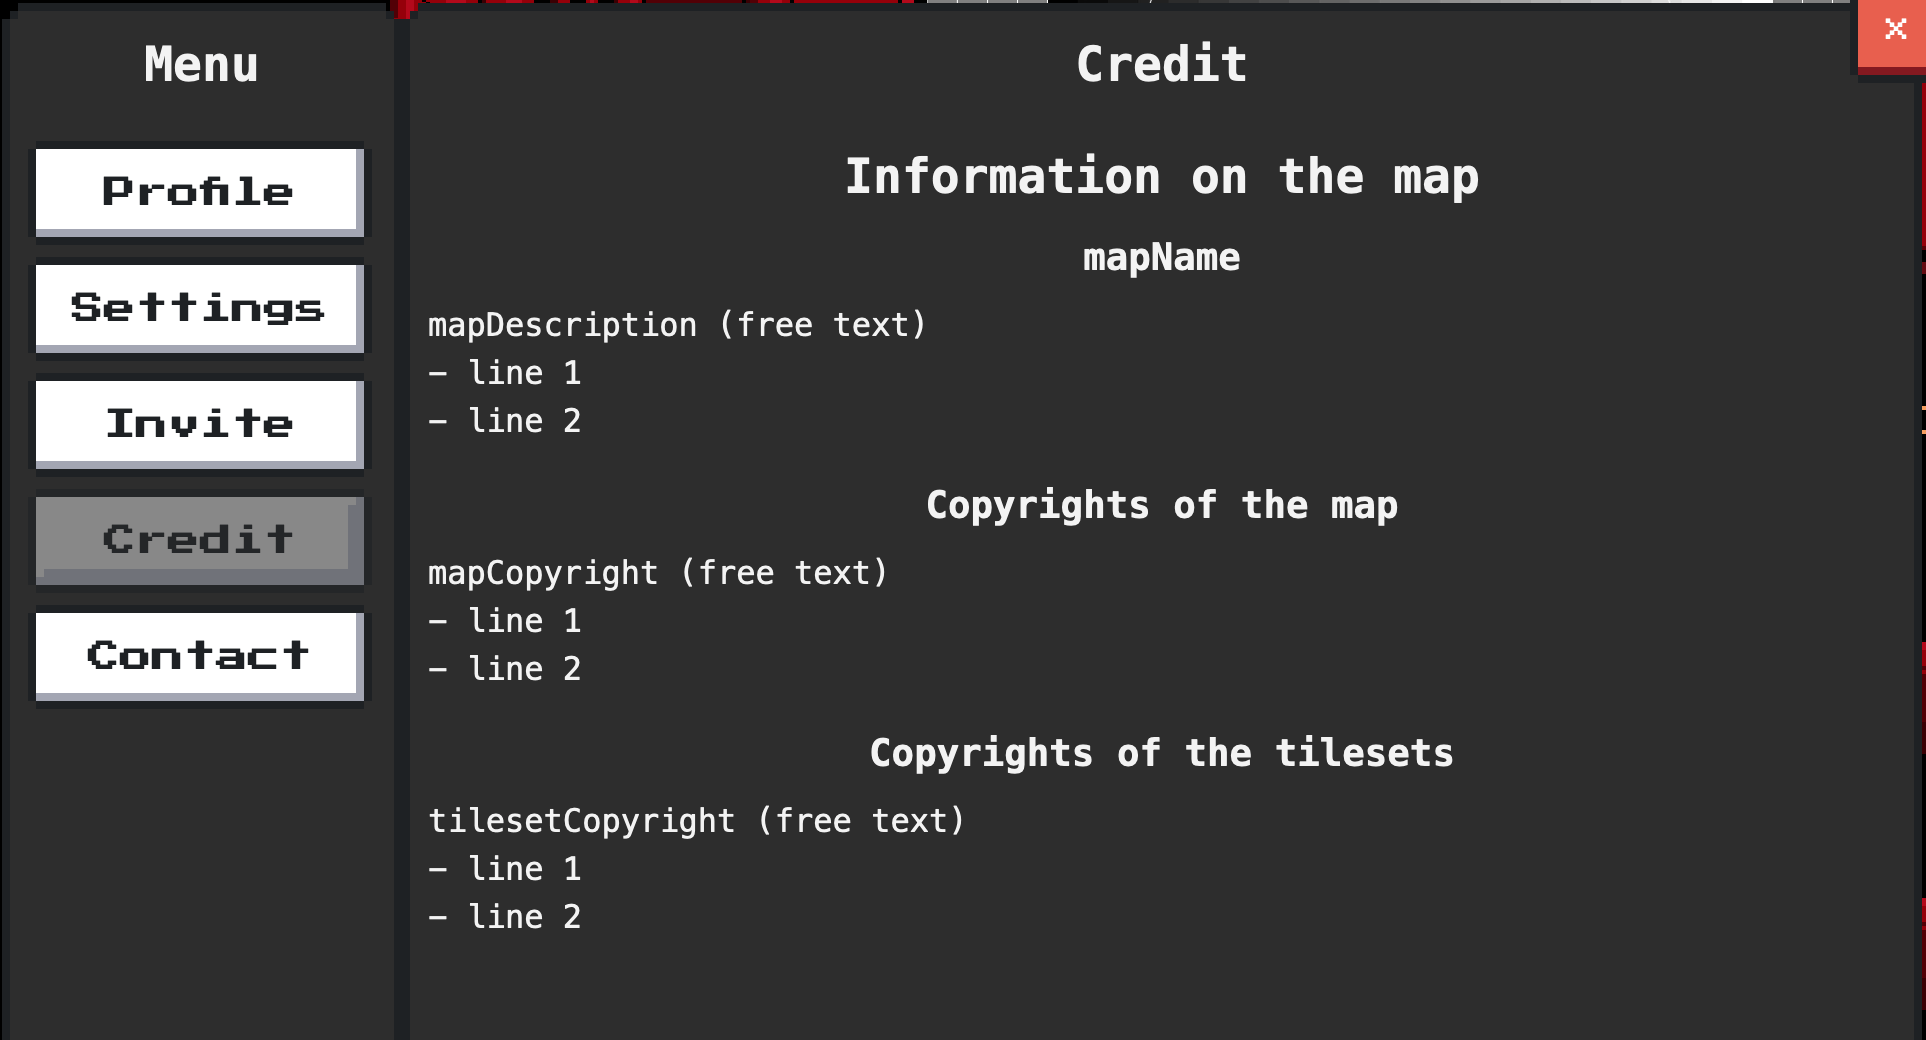 Menu
Profile
Settings
Invite
Credit
Contact
Credit
Information on the map
mapName
mapDescription (free text)
- line 1
- line 2
Copyrights of the map
mapCopyright (free text)
- line 1
- line 2
Copyrights of the tilesets
tilesetCopyright (free text)
- line 1
- line 2